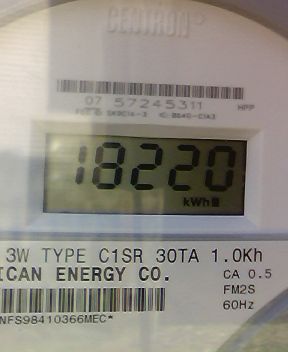 CENTRON®
07 57245311 HPP
18220
kWh
3W TYPE C1SR 30TA 1.0Kh
ICAN ENERGY CO. CA 0.5
FM2S
60Hz
NFS98410366MEC*